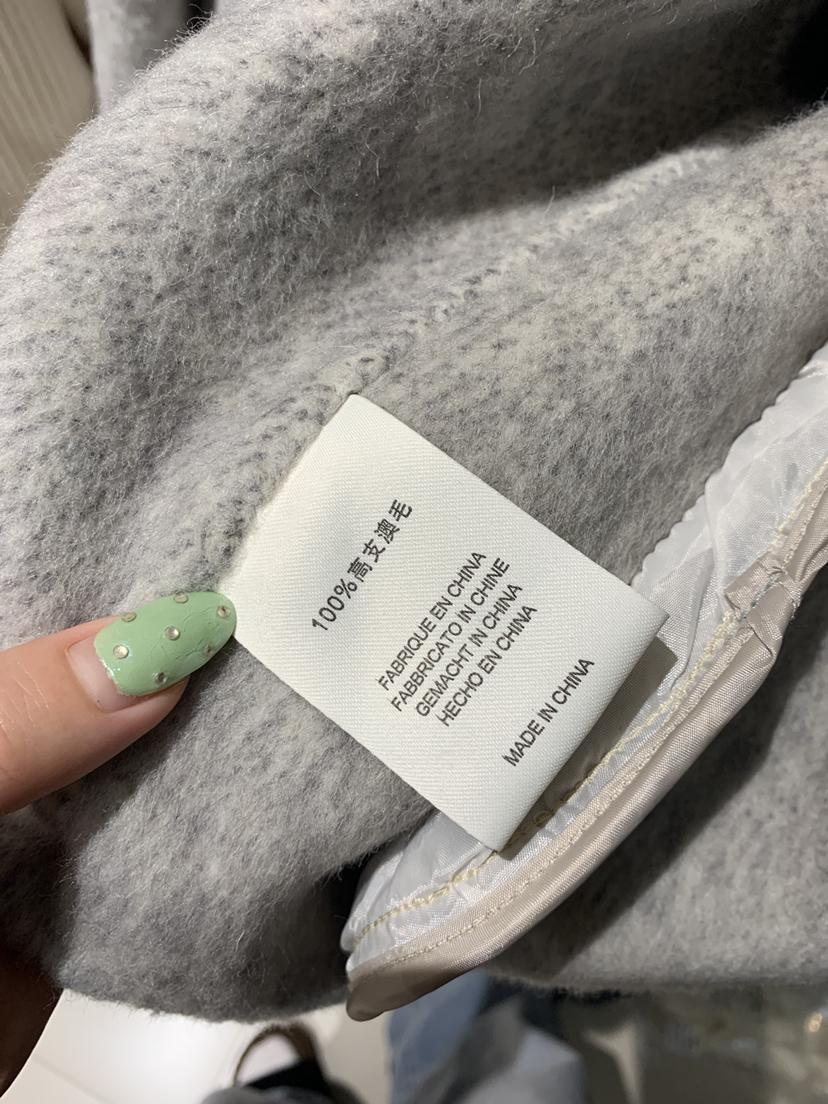 100%高支澳毛
FABRIQUE EN CHINA
FABBRICATO IN CHINE
GEMACHT IN CHINA
HECHO EN CHINA
MADE IN CHINA